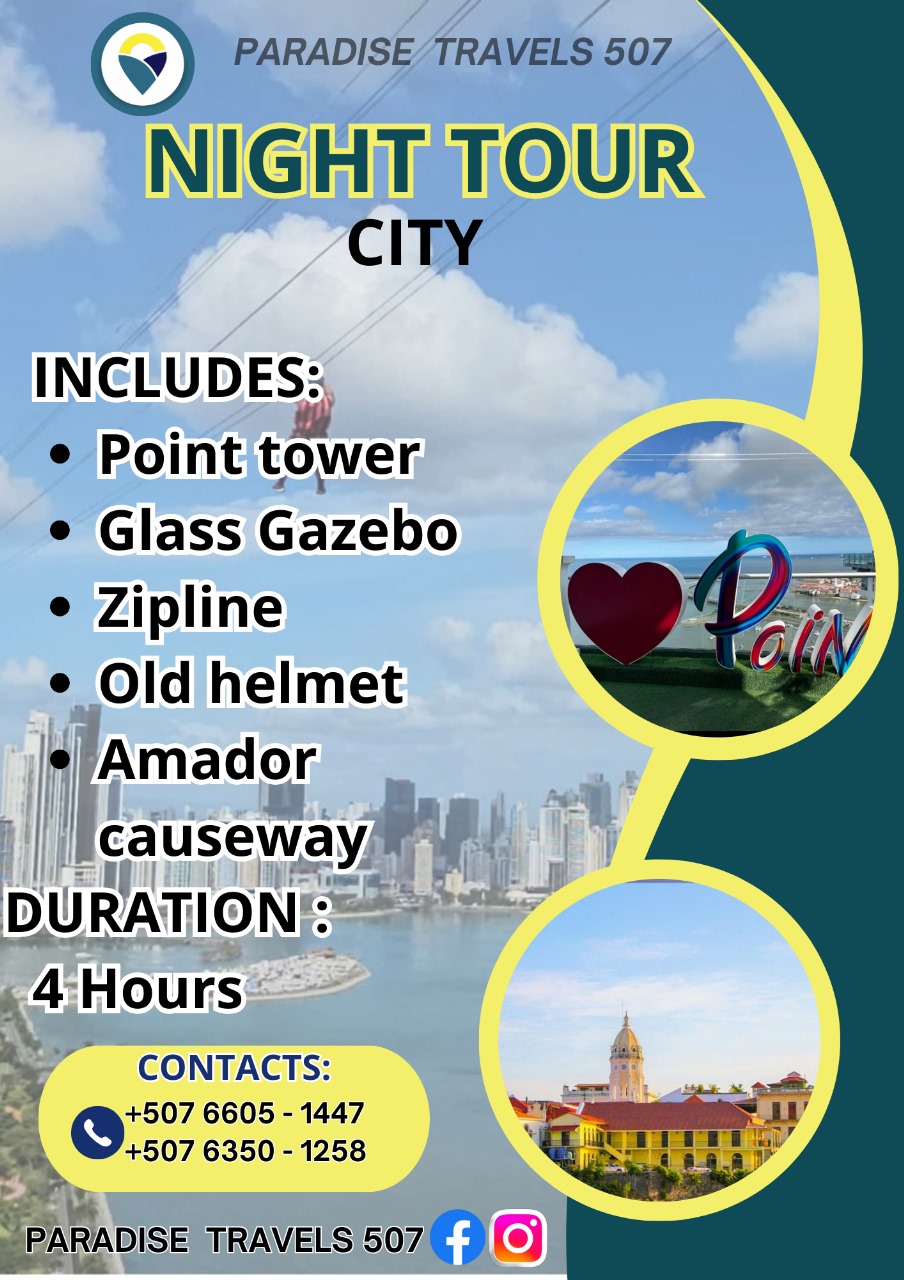 PARADISE TRAVELS 507
NIGHT TOUR
CITY
INCLUDES:
• Point tower
• Glass Gazebo
• Zipline
• Old helmet
• Amador
causeway
DURATION :
4 Hours
CONTACTS:
+507 6605 - 1447
+507 6350 - 1258
PARADISE TRAVELS 507
Poin